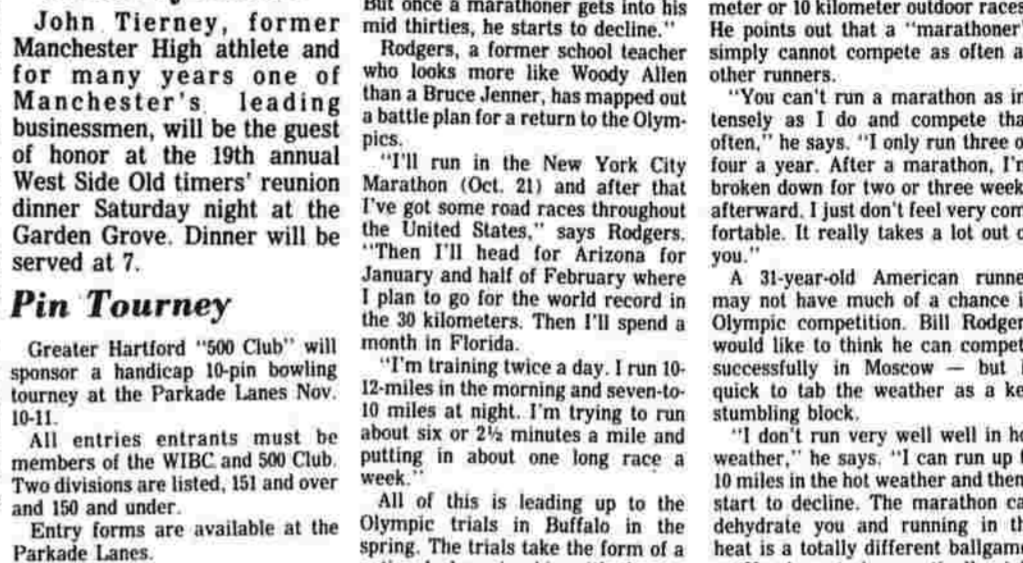 John Tierney, former
Manchester High athlete and
for many years one of
Manchester's leading
businessmen, will be the guest
of honor at the 19th annual
West Side Old timers' reunion
dinner Saturday night at the
Garden Grove. Dinner will be
served at 7.
Pin Tourney
Greater Hartford "500 Club" will
sponsor a handicap 10-pin bowling
tourney at the Parkade Lanes Nov.
10-11.
All entries entrants must be
members of the WIBC and 500 Club.
Two divisions are listed, 151 and over
and 150 and under.
Entry forms are available at the
Parkade Lanes.
But once a marathoner gets into his
mid thirties, he starts to decline."
Rodgers, a former school teacher
who looks more like Woody Allen
than a Bruce Jenner, has mapped out
a battle plan for a return to the Olym-
pics.
"I'll run in the New York City
Marathon (Oct. 21) and after that
I've got some road races throughout
the United States," says Rodgers.
"Then I'll head for Arizona for
January and half of February where
I plan to go for the world record in
the 30 kilometers. Then I'll spend a
month in Florida.
"I'm training twice a day. I run 10-
12-miles in the morning and seven-to-
10 miles at night. I'm trying to run
about six or 2½ minutes a mile and
putting in about one long race a
week."
All of this is leading up to the
Olympic trials in Buffalo in the
spring. The trials take the form of a
meter or 10 kilometer outdoor races
He points out that a "marathoner"
simply cannot compete as often a
other runners.
"You can't run a marathon as in
tensely as I do and compete tha
often," he says. "I only run three o
four a year. After a marathon, I'm
broken down for two or three week
afterward. I just don't feel very com
fortable. It really takes a lot out o
you."
A 31-year-old American runne
may not have much of a chance i
Olympic competition. Bill Rodger
would like to think he can compet
successfully in Moscow — but i
quick to tab the weather as a ke
stumbling block.
"I don't run very well well in ho
weather," he says. "I can run up t
10 miles in the hot weather and then
start to decline. The marathon ca
dehydrate you and running in th
heat is a totally different ballgame